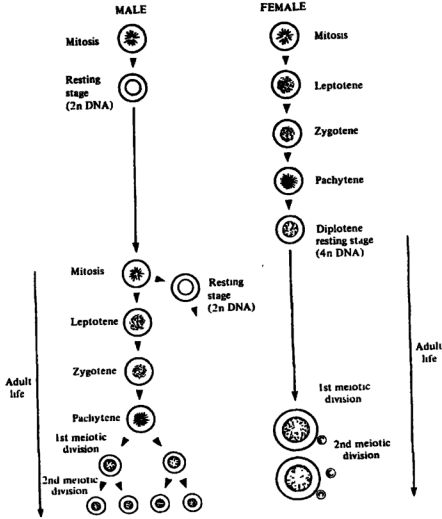 MALE
Mitosis
Resting
stage
(2n DNA)
Mitosis
Resting
stage
(2n DNA)
Leptotene
Zygotene
Adult
life
Pachytene
1st meiotic
division
2nd meiotic
division
FEMALE
Mitosis
Leptotene
Zygotene
Pachytene
Diplotene
resting stage
(4n DNA)
Adult
life
1st meiotic
division
2nd meiotic
division